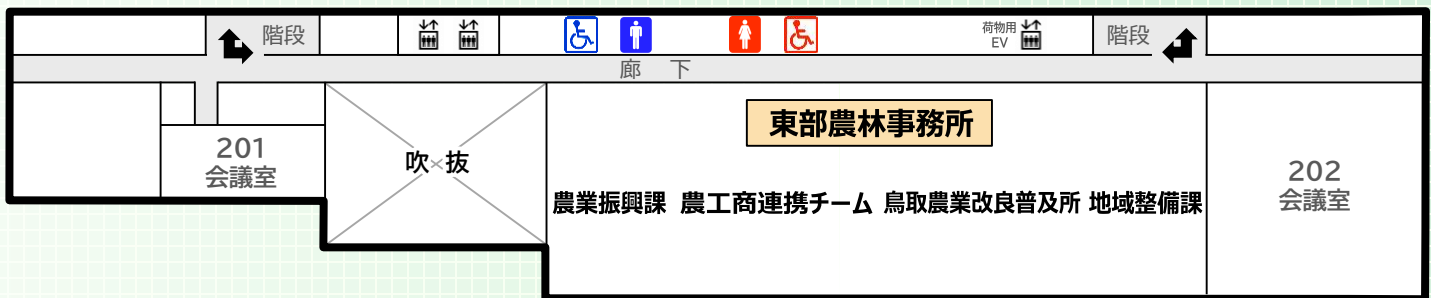 階段
荷物用
EV
階段
廊 下
東部農林事務所
201
会議室
吹 抜
202
会議室
農業振興課 農工商連携チーム 鳥取農業改良普及所 地域整備課